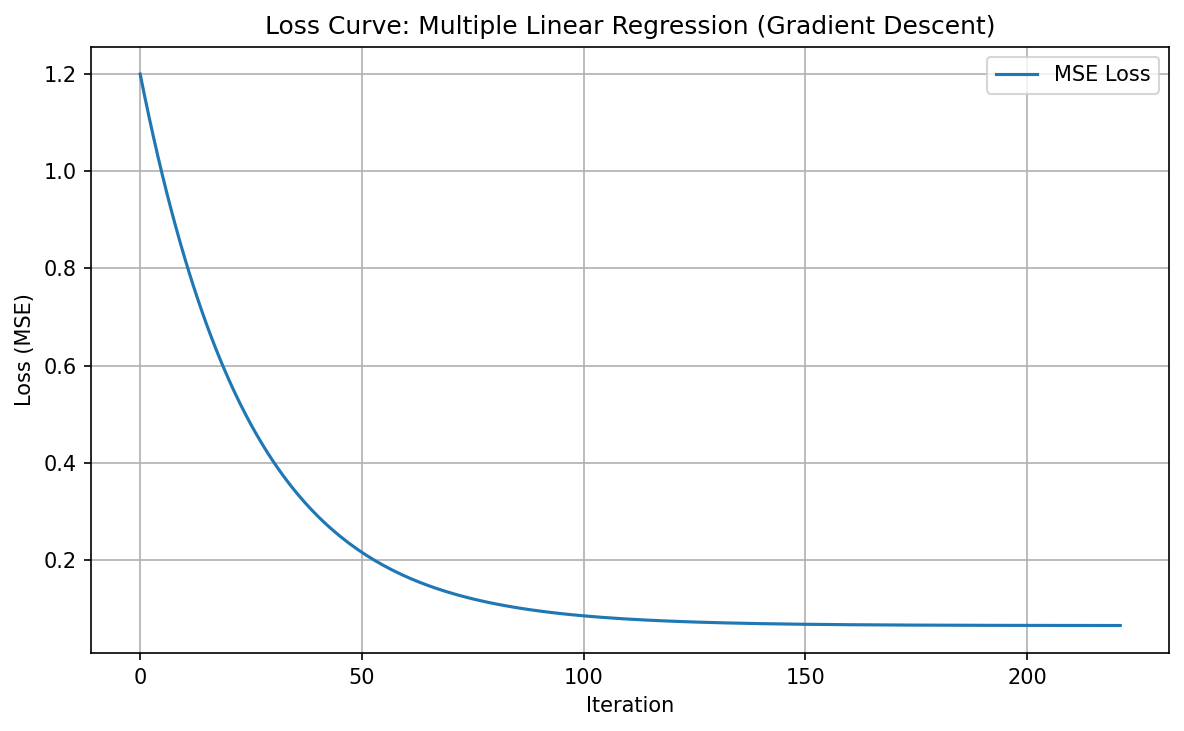 Loss Curve: Multiple Linear Regression (Gradient Descent)
MSE Loss
1.2
1.0
0.8
0.6
0.4
0.2
Loss (MSE)
0 50 100 150 200
Iteration